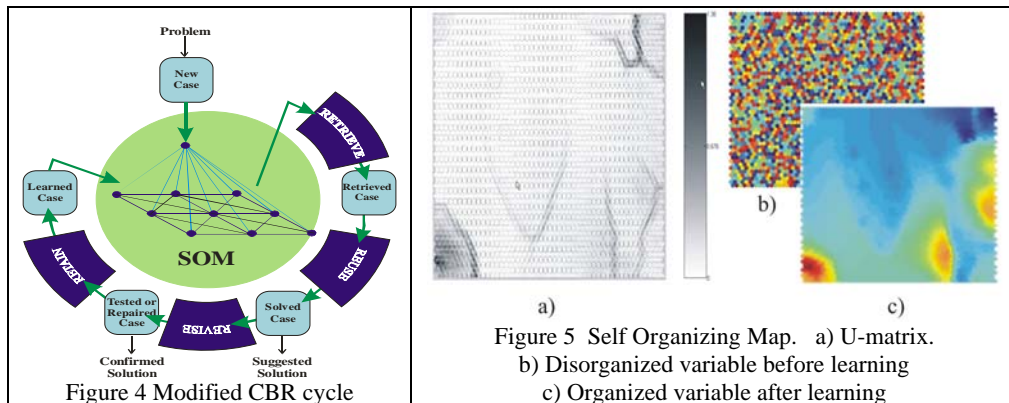 Problem
New
Case
RETRIEVE
Retrieved
Case
REUSE
Solved
Case
Suggested
Solution
REVISE
Tested or
Repaired
Case
Confirmed
Solution
RETAIN
Learned
Case
SOM
Figure 4 Modified CBR cycle
a)
b)
c)
Figure 5 Self Organizing Map. a) U-matrix.
b) Disorganized variable before learning
c) Organized variable after learning